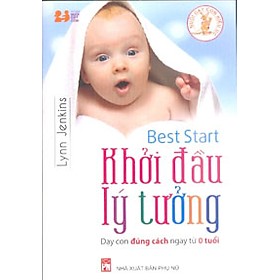 Lynn Jenkins
Best Start
Khởi đầu
lý tưởng
Dạy con đúng cách ngay từ 0 tuổi
NHÀ XUẤT BẢN PHỤ NỮ